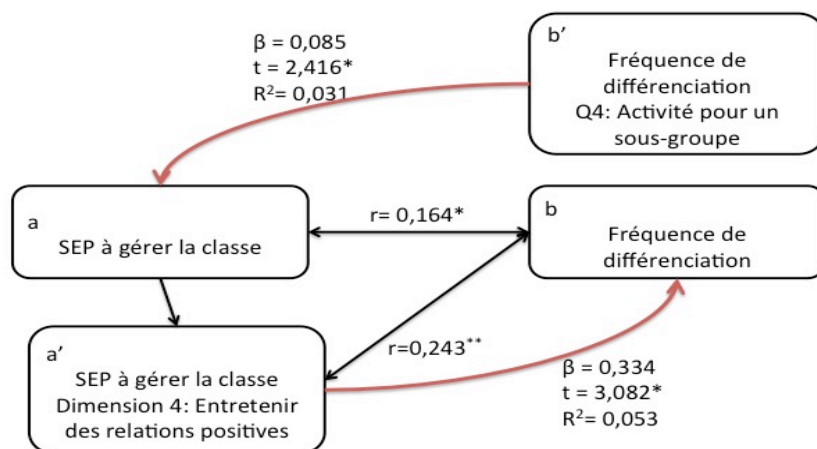 β = 0,085
t = 2,416*
R²= 0,031
b’
Fréquence de
différenciation
Q4: Activité pour un
sous-groupe
a
SEP à gérer la classe
r= 0,164*
b
Fréquence de
différenciation
a’
SEP à gérer la classe
Dimension 4: Entretenir
des relations positives
r=0,243**
β = 0,334
t = 3,082*
R²= 0,053